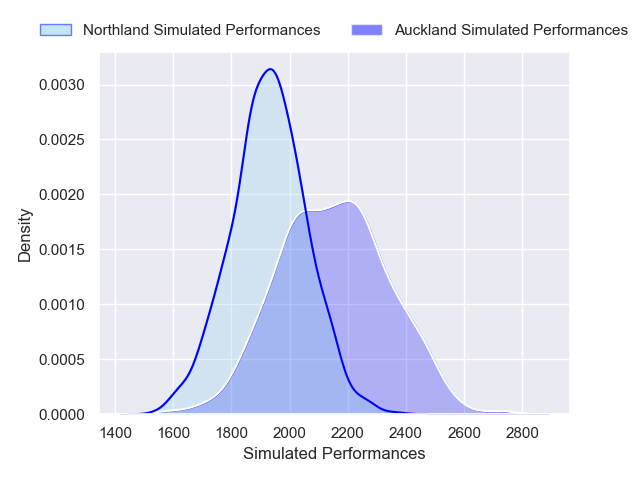 Northland Simulated Performances
Auckland Simulated Performances
0.0030
0.0025
0.0020
0.0015
0.0010
0.0005
0.0000
Density
1400 1600 1800 2000 2200 2400 2600 2800
Simulated Performances